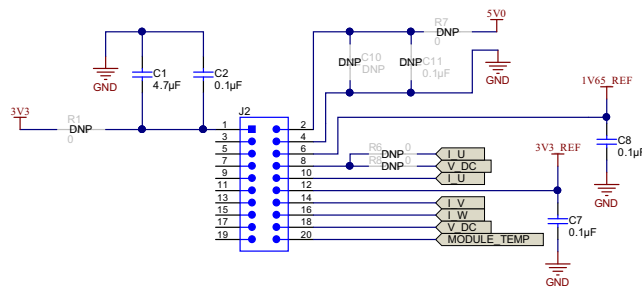 R7
5V0
DNP
0
DNP
C10
DNP
DNP
C11
0.1µF
GND
C1
4.7µF
C2
0.1µF
GND
1V65_REF
3V3
R1
DNP
0
J2
1
2
3
4
5
6
7
8
9
10
11
12
13
14
15
16
17
18
19
20
R6
DNP
0
I_U
R8
DNP
0
V_DC
I_U
3V3_REF
C8
0.1µF
GND
I_V
I_W
V_DC
MODULE_TEMP
C7
0.1µF
GND